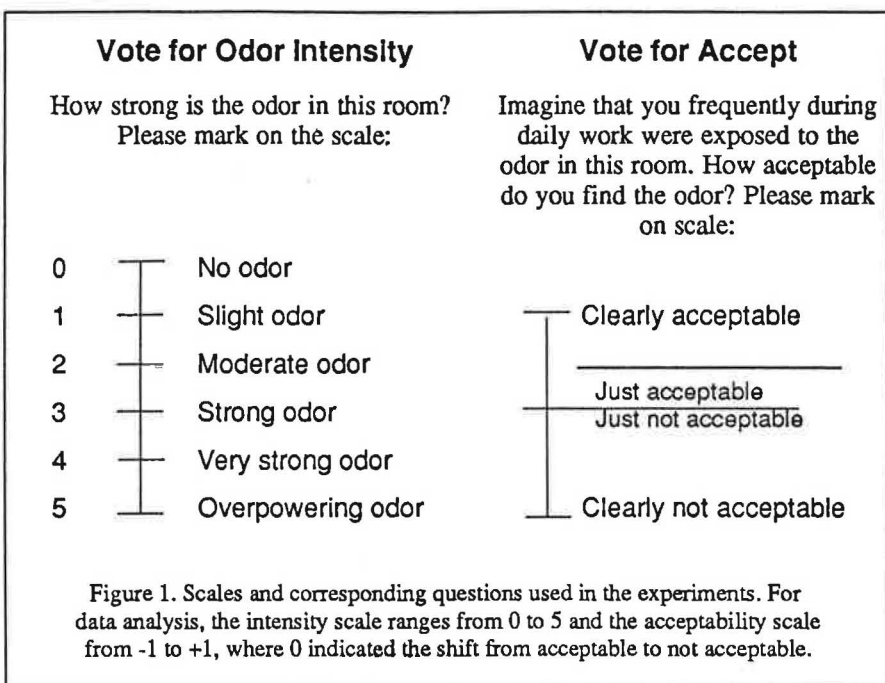 Vote for Odor Intensity
How strong is the odor in this room?
Please mark on the scale:
0 No odor
1 Slight odor
2 Moderate odor
3 Strong odor
4 Very strong odor
5 Overpowering odor
Vote for Accept
Imagine that you frequently during
daily work were exposed to the
odor in this room. How acceptable
do you find the odor? Please mark
on scale:
Clearly acceptable
Just acceptable
Just not acceptable
Clearly not acceptable
Figure 1. Scales and corresponding questions used in the experiments. For
data analysis, the intensity scale ranges from 0 to 5 and the acceptability scale
from -1 to +1, where 0 indicated the shift from acceptable to not acceptable.